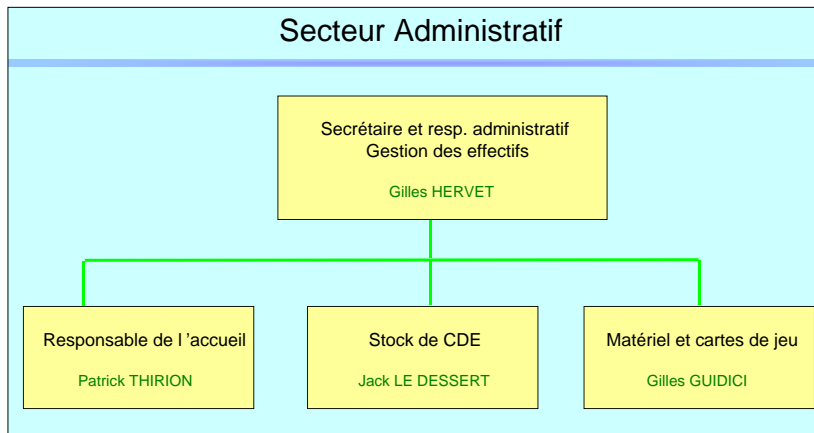 Secteur Administratif
Secrétaire et resp. administratif
Gestion des effectifs
Gilles HERVET
Responsable de l 'accueil
Patrick THIRION
Stock de CDE
Jack LE DESSERT
Matériel et cartes de jeu
Gilles GUIDICI